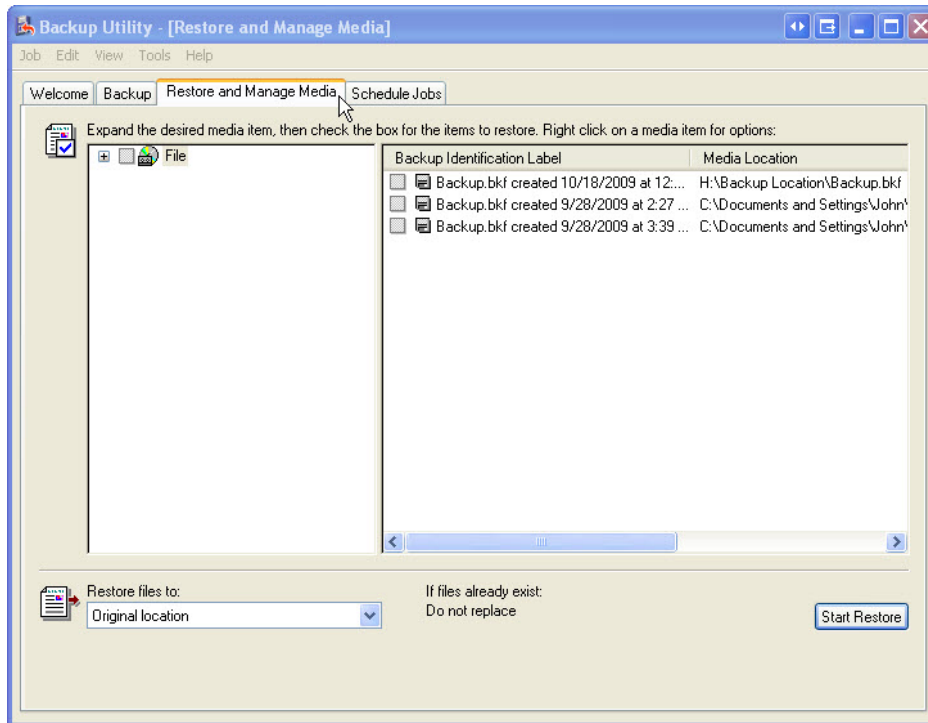 Backup Utility - [Restore and Manage Media]
Job Edit View Tools Help
Welcome Backup Restore and Manage Media Schedule Jobs
Expand the desired media item, then check the box for the items to restore. Right click on a media item for options:
File
Backup Identification Label Media Location
Backup.bkf created 10/18/2009 at 12:... H:\Backup Location\Backup.bkf
Backup.bkf created 9/28/2009 at 2:27 ... C:\Documents and Settings\John\
Backup.bkf created 9/28/2009 at 3:39 ... C:\Documents and Settings\John\
Restore files to:
Original location
If files already exist:
Do not replace
Start Restore